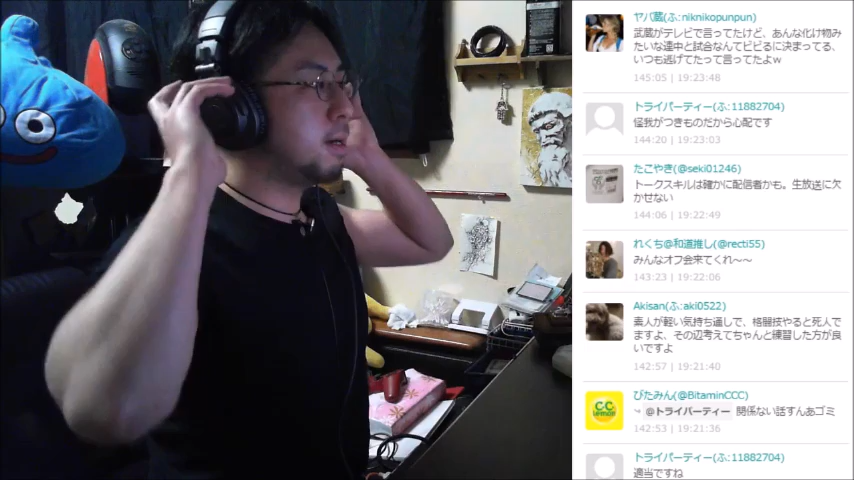 ヤバ蔵(ふ:niknikopunpun)
武蔵がテレビで言ってたけど、あんな化け物み
たいな連中と試合なんてビビるに決まってる、
いつも逃げてたって言ってたよw
145:05 | 19:23:48
トライパーティー(ふ:11882704)
怪我がつきものだから心配です
144:20 | 19:23:03
たこやき(@seki01246)
トークスキルは確かに配信者かも。生放送に欠
かせない
144:06 | 19:22:49
れくち@和道推し(@recti55)
みんなオフ会来てくれ~~
143:23 | 19:22:06
Akisan(ふ:aki0522)
素人が軽い気持ち過しで、格闘技やると死人で
ますよ、その辺考えてちゃんと練習した方が良
いですよ
142:57 | 19:21:40
びたみん(@BitaminCCC)
@トライパーティー 関係ない話すんあゴミ
142:53 | 19:21:36
トライパーティー(ふ:11882704)
適当ですね
CC
lemon